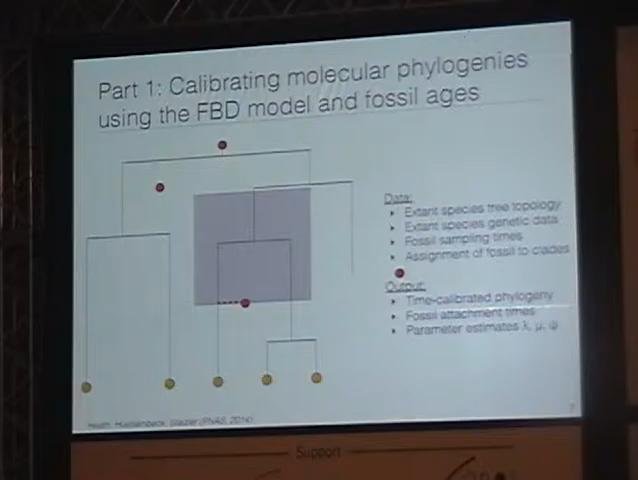 Part 1: Calibrating molecular phylogenies
using the FBD model and fossil ages
Data:
Extant species tree topology
Extant species genetic data
Fossil sampling times
Assignment of fossil to clades
Output:
Time-calibrated phylogeny
Fossil attachment times
Parameter estimates λ, μ, ψ
Heath, Huelsenbeck, Stadler (PNAS, 2014)
7
Support